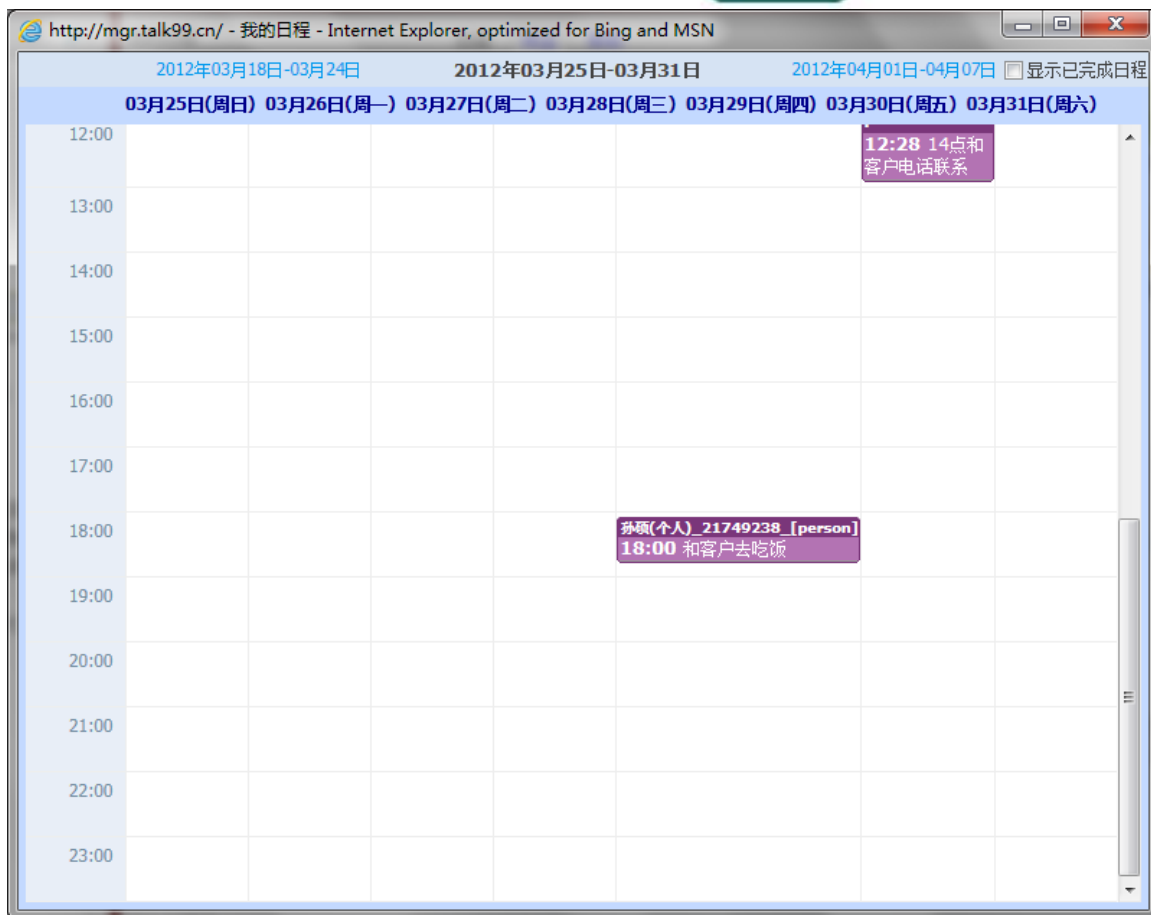 http://mgr.talk99.cn/ - 我的日程 - Internet Explorer, optimized for Bing and MSN
2012年03月18日-03月24日 2012年03月25日-03月31日 2012年04月01日-04月07日 显示已完成日程
03月25日(周日) 03月26日(周一) 03月27日(周二) 03月28日(周三) 03月29日(周四) 03月30日(周五) 03月31日(周六)
12:00
12:28 14点和
客户电话联系
13:00
14:00
15:00
16:00
17:00
18:00
孙硕(个人)_21749238_[person]
18:00 和客户去吃饭
19:00
20:00
21:00
22:00
23:00